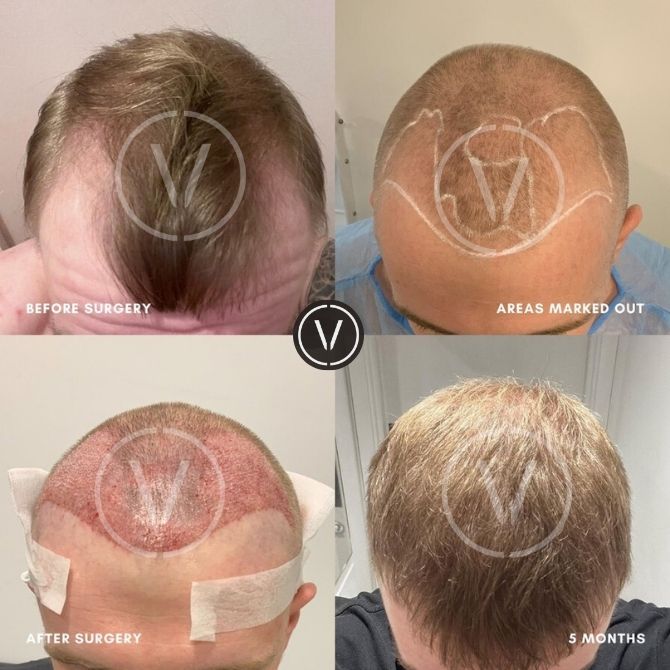 BEFORE SURGERY
AREAS MARKED OUT
V
AFTER SURGERY
5 MONTHS